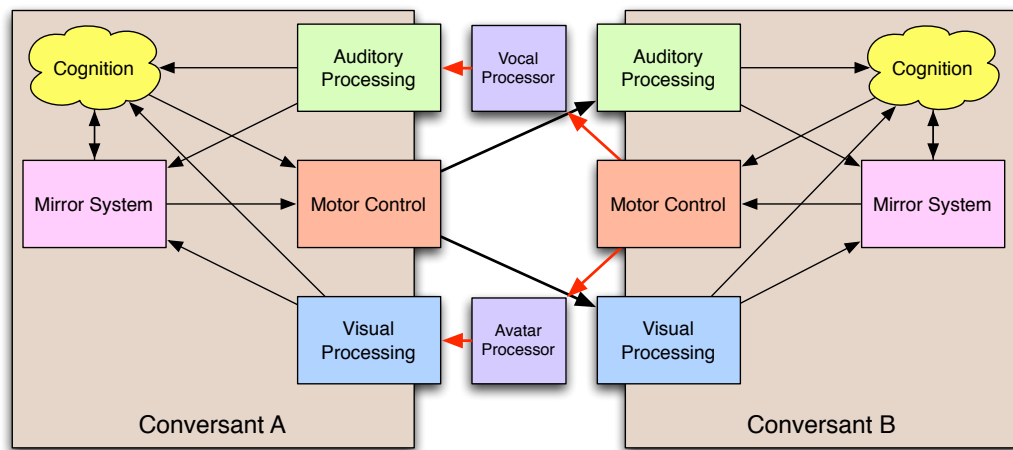 Cognition
Auditory
Processing
Mirror System
Motor Control
Visual
Processing
Conversant A
Vocal
Processor
Avatar
Processor
Auditory
Processing
Cognition
Motor Control
Mirror System
Visual
Processing
Conversant B